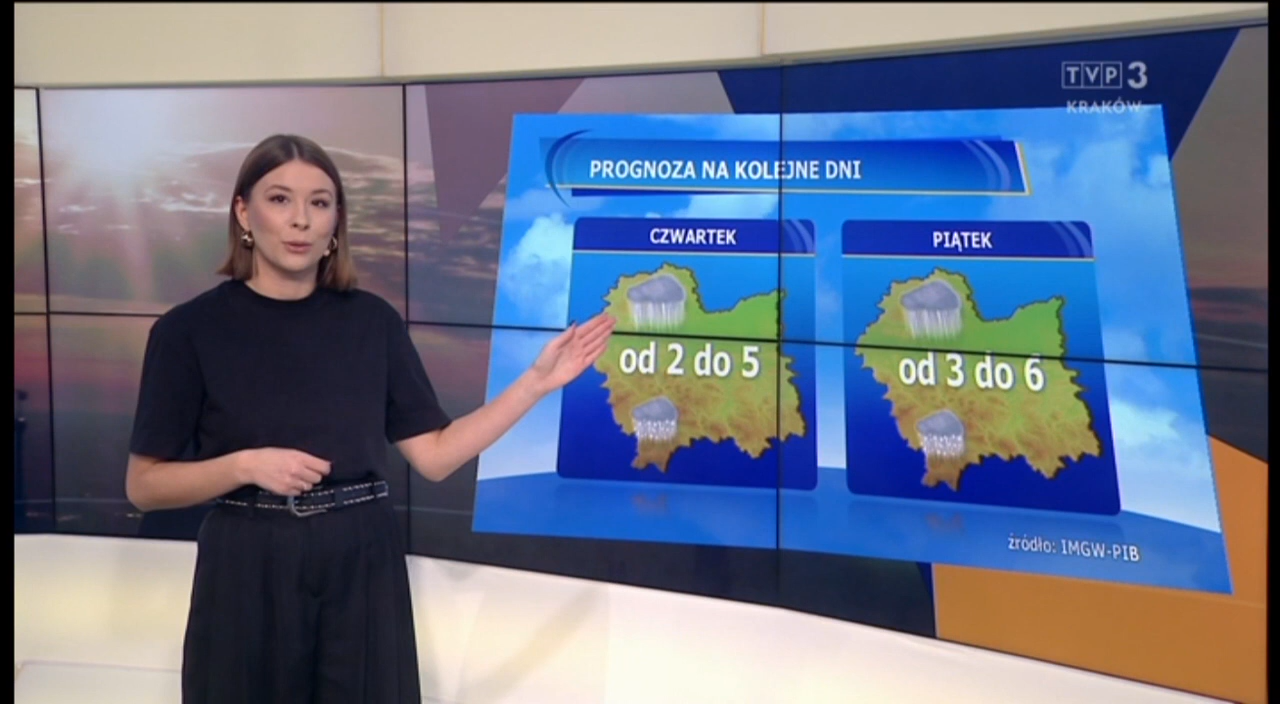 TVP3
KRAKÓW
PROGNOZA NA KOLEJNE DNI
CZWARTEK
PIĄTEK
od 2 do 5
od 3 do 6
źródło: IMGW-PIB